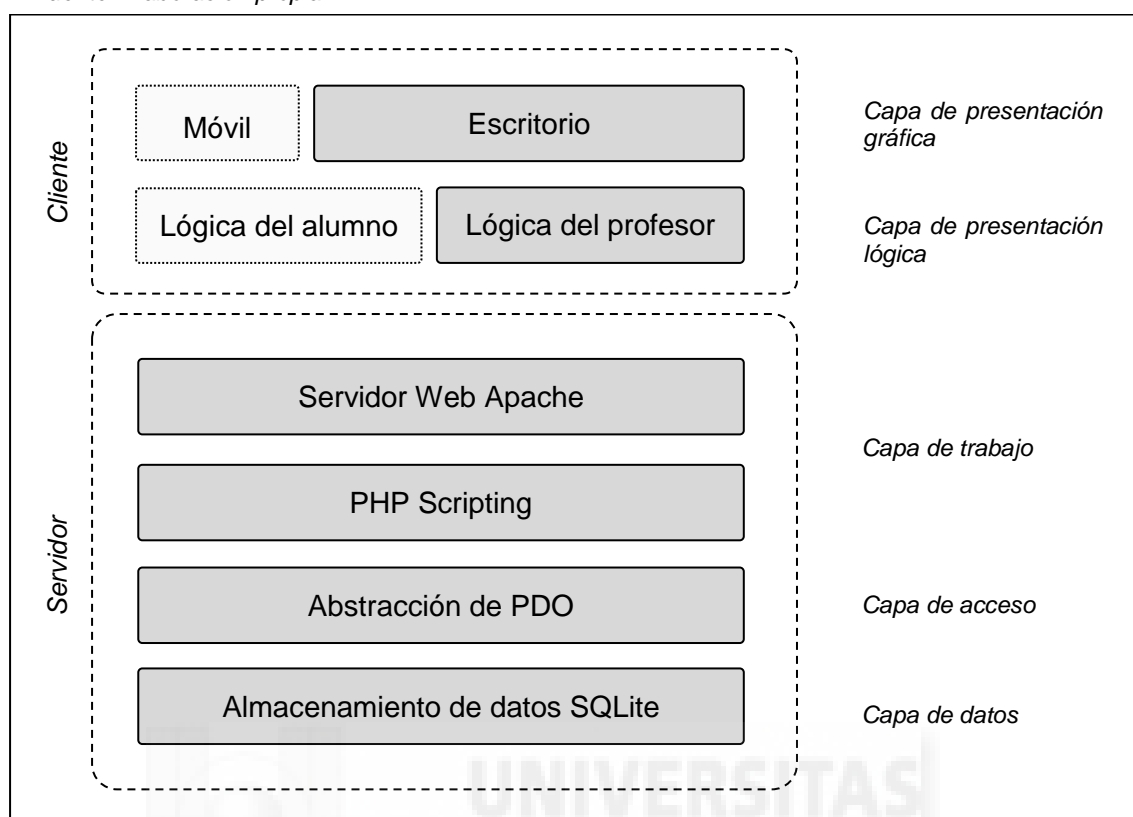 Móvil
Escritorio
Capa de presentación
gráfica
Cliente
Lógica del alumno
Lógica del profesor
Capa de presentación
lógica
Servidor Web Apache
Capa de trabajo
PHP Scripting
Servidor
Abstracción de PDO
Capa de acceso
Almacenamiento de datos SQLite
Capa de datos
UNIVERSITAS